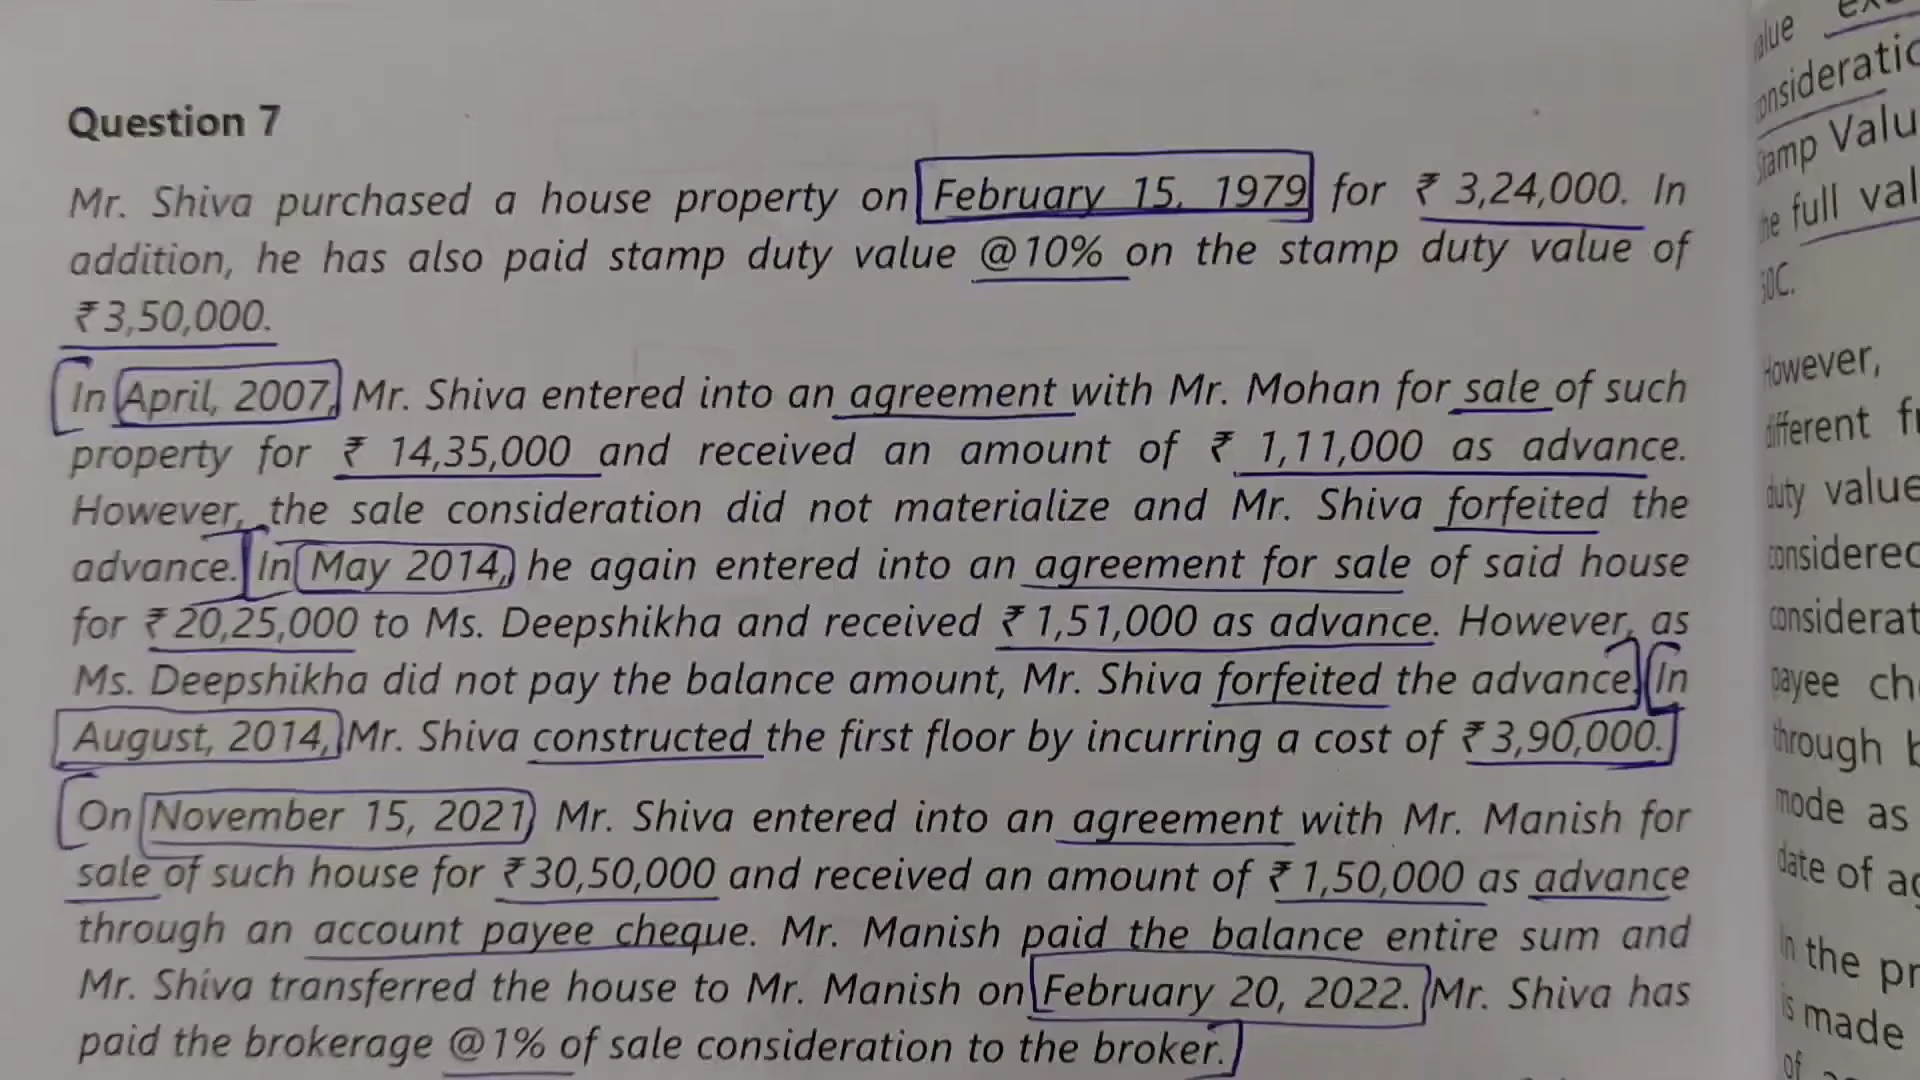 Question 7
Mr. Shiva purchased a house property on February 15, 1979 for ₹ 3,24,000. In
addition, he has also paid stamp duty value @10% on the stamp duty value of
₹ 3,50,000.
In April, 2007, Mr. Shiva entered into an agreement with Mr. Mohan for sale of such
property for ₹ 14,35,000 and received an amount of ₹ 1,11,000 as advance.
However, the sale consideration did not materialize and Mr. Shiva forfeited the
advance. In May 2014, he again entered into an agreement for sale of said house
for ₹ 20,25,000 to Ms. Deepshikha and received ₹ 1,51,000 as advance. However, as
Ms. Deepshikha did not pay the balance amount, Mr. Shiva forfeited the advance. In
August, 2014, Mr. Shiva constructed the first floor by incurring a cost of ₹ 3,90,000.
On November 15, 2021, Mr. Shiva entered into an agreement with Mr. Manish for
sale of such house for ₹ 30,50,000 and received an amount of ₹ 1,50,000 as advance
through an account payee cheque. Mr. Manish paid the balance entire sum and
Mr. Shiva transferred the house to Mr. Manish on February 20, 2022. Mr. Shiva has
paid the brokerage @ 1% of sale consideration to the broker.
alue
Stamp Valu
he full val
50C.
However,
different
duty value
considered
payee
through
mode as
date of
In the
is made
of